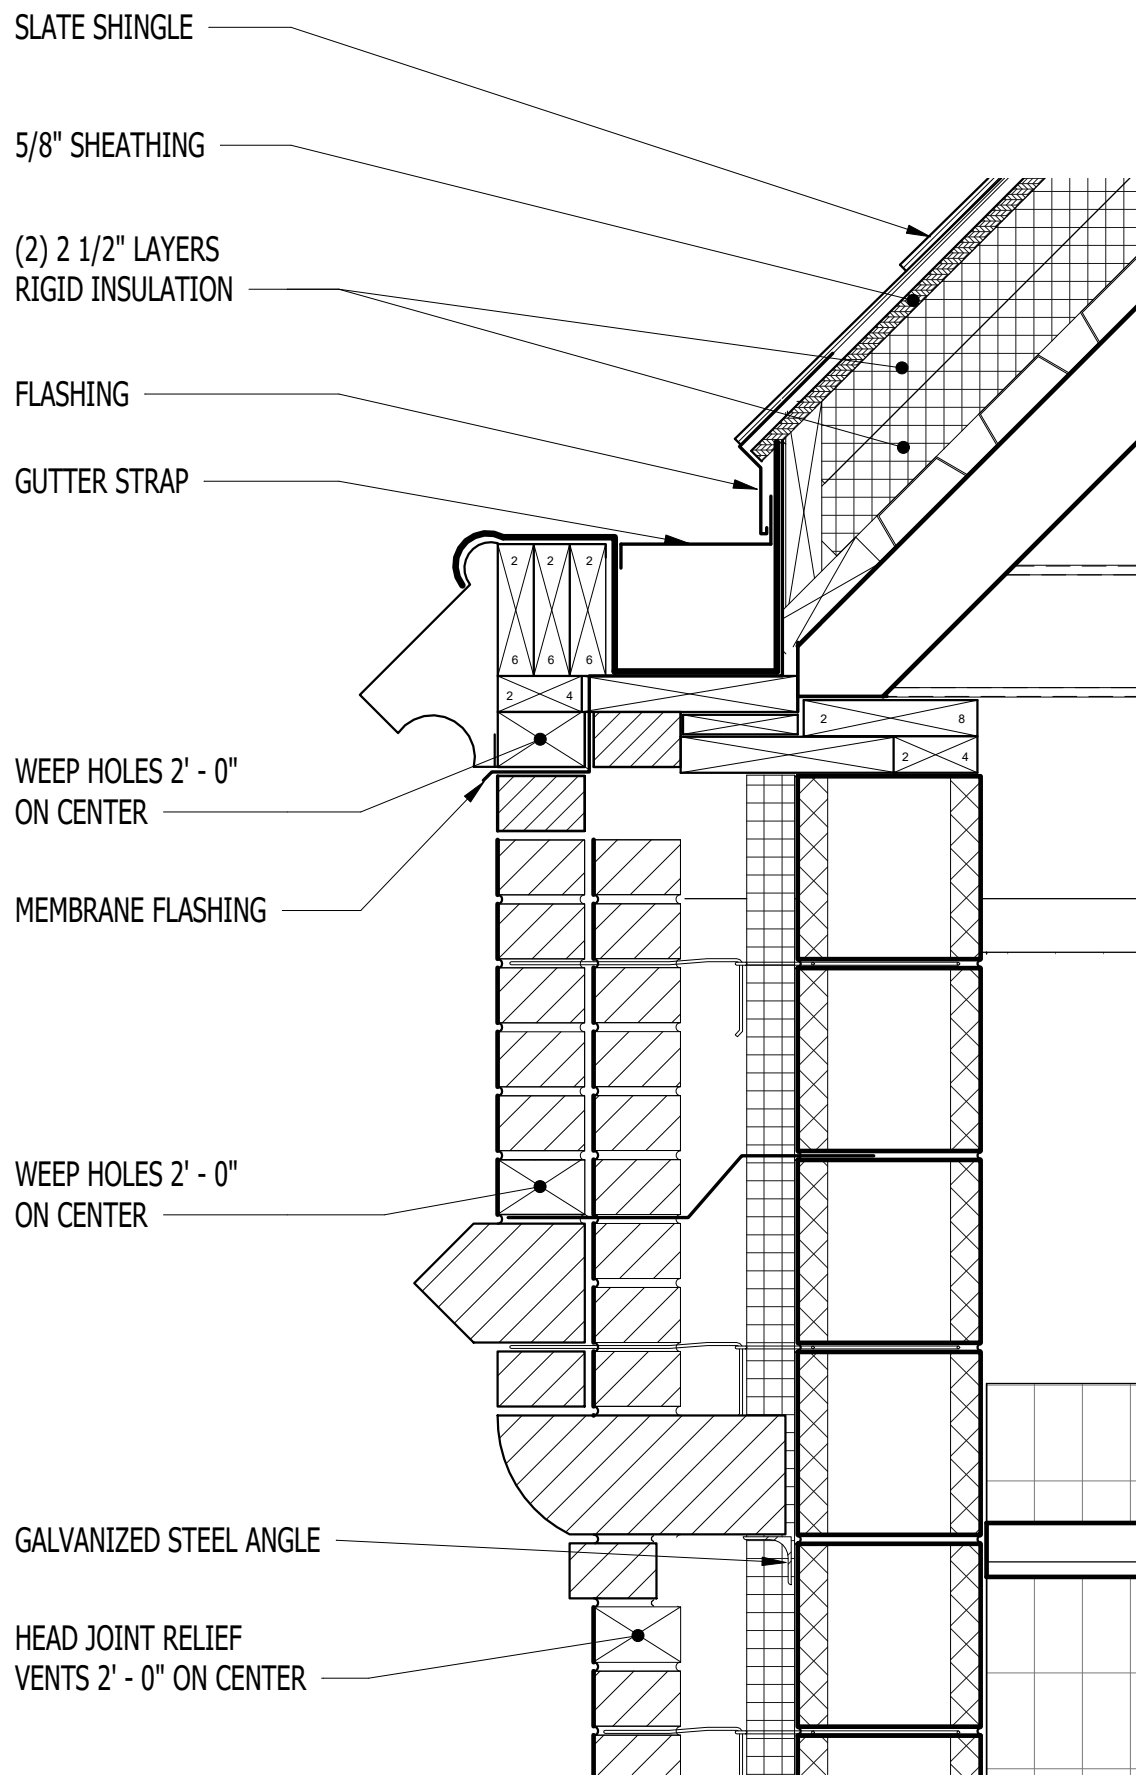 SLATE SHINGLE
5/8" SHEATHING
(2) 2 1/2" LAYERS
RIGID INSULATION
FLASHING
GUTTER STRAP
2 2 2
6 6 6
2 4
2 8
2 4
WEEP HOLES 2' - 0"
ON CENTER
MEMBRANE FLASHING
WEEP HOLES 2' - 0"
ON CENTER
GALVANIZED STEEL ANGLE
HEAD JOINT RELIEF
VENTS 2' - 0" ON CENTER